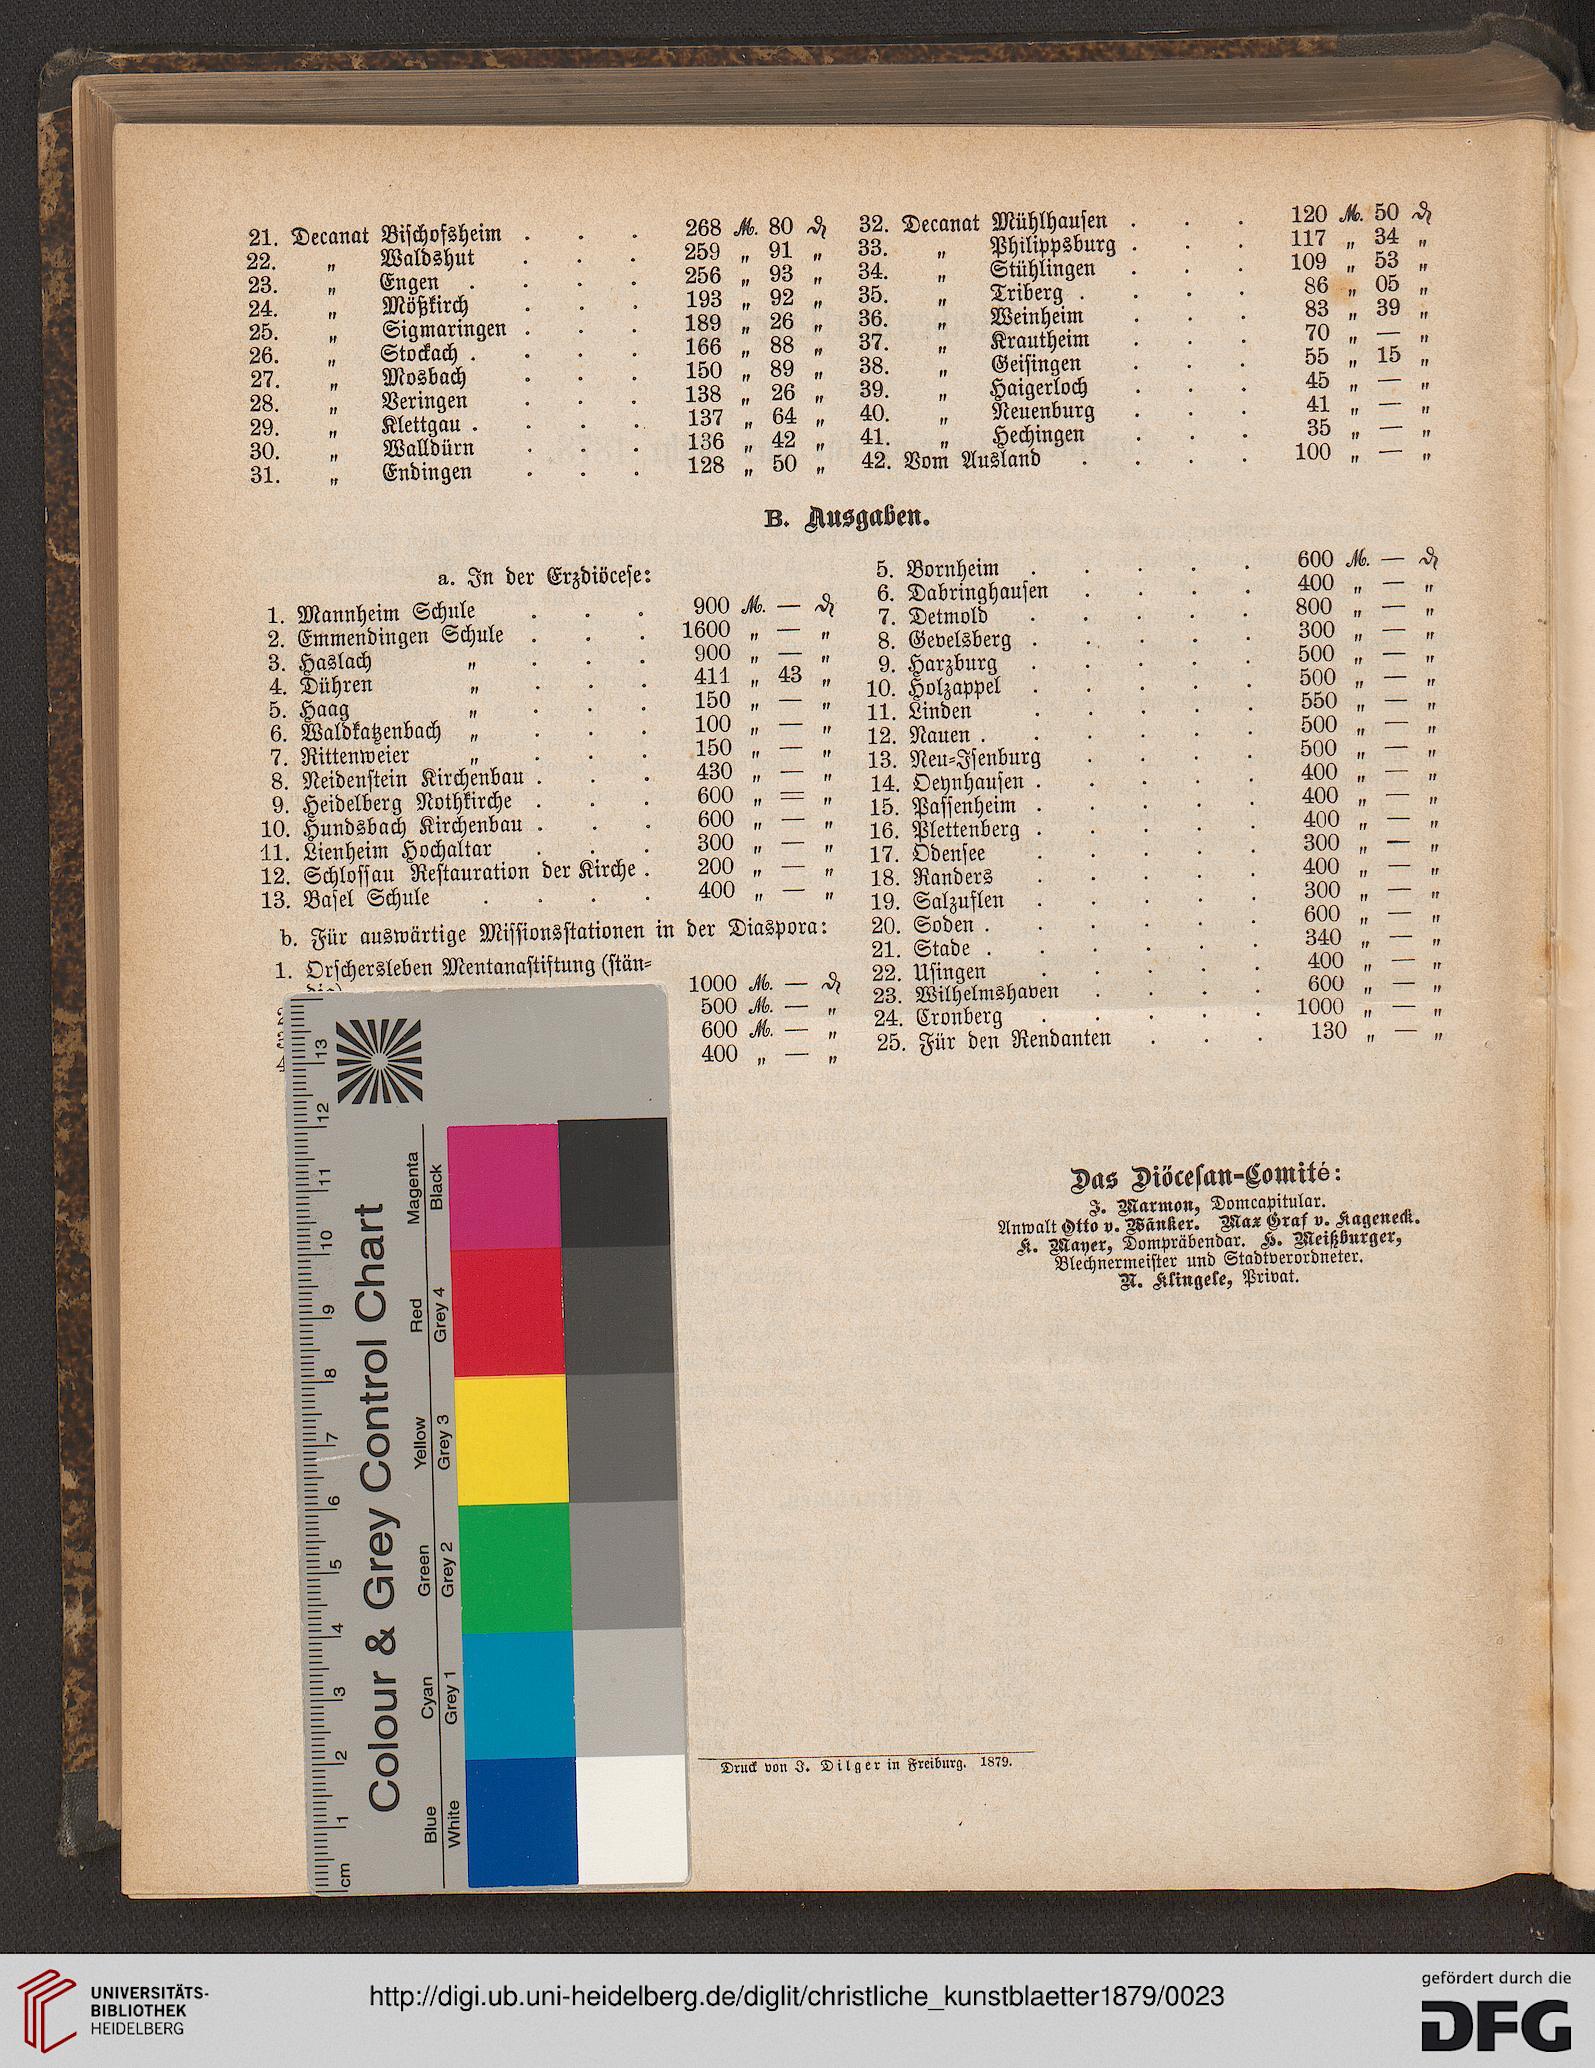 21. Decanat Bischofsheim . . . 268 M. 80 ₰
22. „ Waldshut . . . 259 „ 91 „
23. „ Engen . . . . 256 „ 93 „
24. „ Mößkirch . . . 193 „ 92 „
25. „ Sigmaringen . . . 189 „ 26 „
26. „ Stockach . . . . 166 „ 88 „
27. „ Mosbach . . . 150 „ 89 „
28. „ Veringen . . . 138 „ 26 „
29. „ Klettgau . . . . 137 „ 64 „
30. „ Walldürn . . . 136 „ 42 „
31. „ Endingen . . . 128 „ 50 „
32. Decanat Mühlhausen . . . 120 M. 50 ₰
33. „ Philippsburg . . . 117 „ 34 „
34. „ Stühlingen . . . 109 „ 53 „
35. „ Triberg . . . . 86 „ 05 „
36. „ Weinheim . . . 83 „ 39 „
37. „ Krautheim . . . 70 „ — „
38. „ Geisingen . . . 55 „ 15 „
39. „ Haigerloch . . . 45 „ — „
40. „ Neuenburg . . . 41 „ — „
41. „ Hechingen . . . 35 „ — „
42. Vom Ausland . . . . 100 „ — „
B. Ausgaben.
a. In der Erzdiöcese:
1. Mannheim Schule . . . 900 M. — ₰
2. Emmendingen Schule . . . 1600 „ — „
3. Haslach „ . . . 900 „ — „
4. Dühren „ . . . 411 „ 43 „
5. Haag „ . . . 150 „ — „
6. Waldkatzenbach „ . . . 100 „ — „
7. Rittenweier „ . . . 150 „ — „
8. Neidenstein Kirchenbau . . . 430 „ — „
9. Heidelberg Nothkirche . . . 600 „ — „
10. Hundsbach Kirchenbau . . . 600 „ — „
11. Lienheim Hochaltar . . . 300 „ — „
12. Schlossau Restauration der Kirche . 200 „ — „
13. Basel Schule . . . . 400 „ — „
b. Für auswärtige Missionsstationen in der Diaspora:
1. Orschersleben Mentanastiftung (stän-
1000 M. — ₰
500 M. — „
600 M. — „
400 „ — „
5. Bornheim . . . . . 600 M. — ₰
6. Dabringhausen . . . . 400 „ — „
7. Detmold . . . . . 800 „ — „
8. Gevelsberg . . . . . 300 „ — „
9. Harzburg . . . . . 500 „ — „
10. Holzappel . . . . . 500 „ — „
11. Linden . . . . . 550 „ — „
12. Nauen . . . . . . 500 „ — „
13. Neu-Isenburg . . . . 500 „ — „
14. Oeynhausen . . . . . 400 „ — „
15. Passenheim . . . . . 400 „ — „
16. Plettenberg . . . . . 400 „ — „
17. Odensee . . . . . 300 „ — „
18. Randers . . . . . 400 „ — „
19. Salzuflen . . . . . 300 „ — „
20. Soden . . . . . . 600 „ — „
21. Stade . . . . . . 340 „ — „
22. Usingen . . . . . 400 „ — „
23. Wilhelmshaven . . . . 600 „ — „
24. Cronberg . . . . . 1000 „ — „
25. Für den Rendanten . . . 130 „ — „
Das Diöcesan-Comité:
J. Marmon, Domcapitular.
Anwalt Otto v. Wänker. Max Graf v. Kageneck.
K. Mayer, Dompräbendar. H. Meißburger,
Blechnermeister und Stadtverordneter.
N. Klingele, Privat.
Druck von J. Dilger in Freiburg. 1879.
Colour & Grey Control Chart
Magenta Red Yellow Green Cyan Blue
Black Grey 4 Grey 3 Grey 2 Grey 1 White
13 12 11 10 9 8 7 6 5 4 3 2 1 cm
UNIVERSITÄTS-
BIBLIOTHEK
HEIDELBERG
http://digi.ub.uni-heidelberg.de/diglit/christliche_kunstblaetter1879/0023
gefördert durch die
DFG